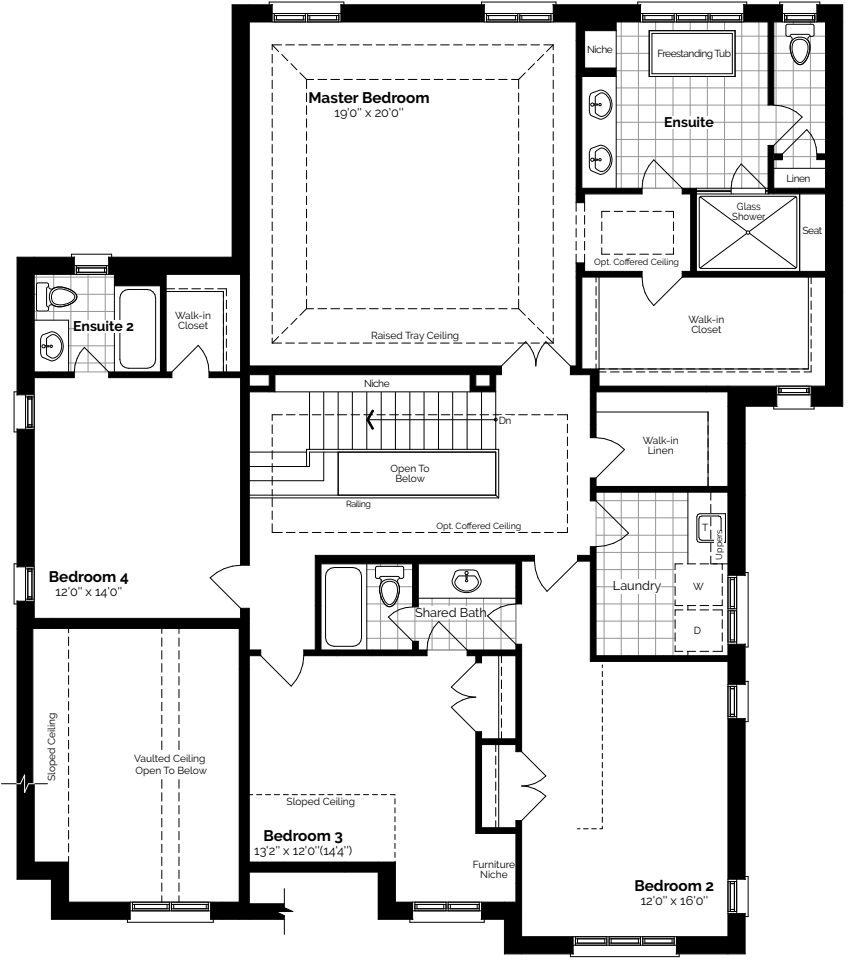 Niche
Freestanding Tub
Master Bedroom
19'0" x 20'0"
Ensuite
Linen
Glass
Shower
Seat
Opt. Coffered Ceiling
Walk-in
Closet
Raised Tray Ceiling
Ensuite 2
Walk-in
Closet
Niche
Dn
Open To
Below
Railing
Opt. Coffered Ceiling
Walk-in
Linen
T
Uppers
Laundry
W
D
Bedroom 4
12'0" x 14'0"
Shared Bath
Sloped Ceiling
Vaulted Ceiling
Open To Below
Sloped Ceiling
Bedroom 3
13'2" x 12'0"(14'4")
Furniture
Niche
Bedroom 2
12'0" x 16'0"